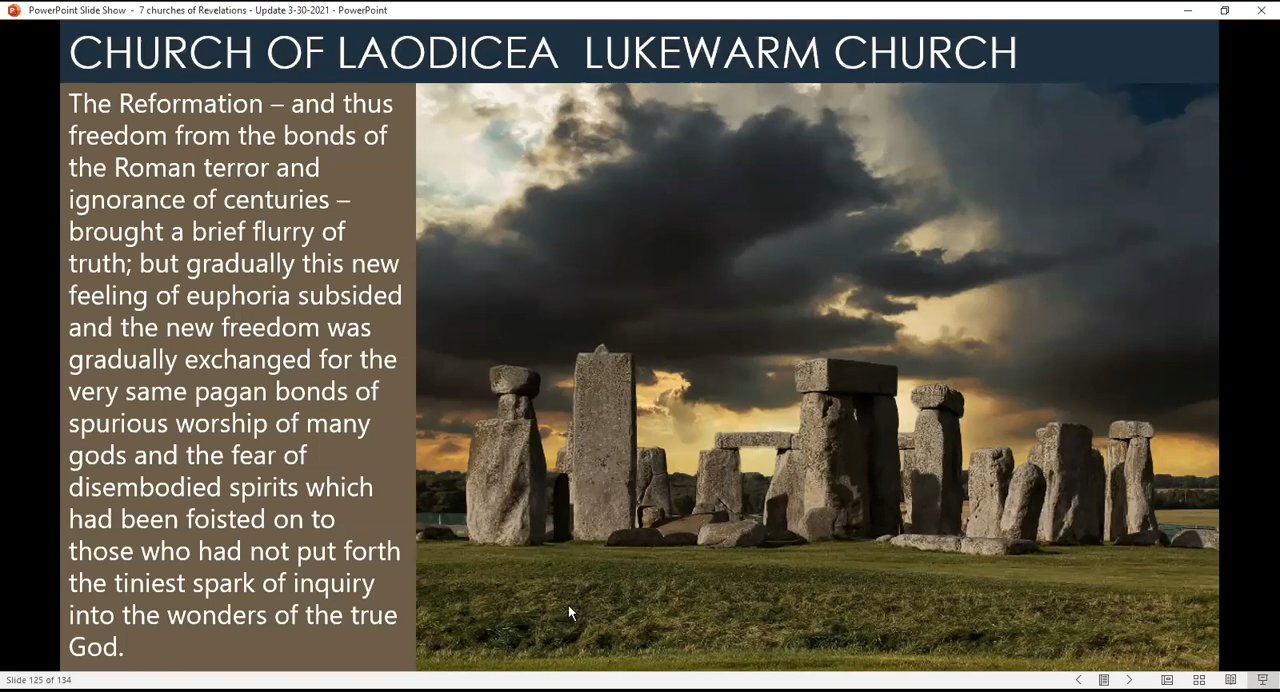 PowerPoint Slide Show - 7 churches of Revelations - Update 3-30-2021 - PowerPoint
CHURCH OF LAODICEA LUKEWARM CHURCH
The Reformation – and thus
freedom from the bonds of
the Roman terror and
ignorance of centuries –
brought a brief flurry of
truth; but gradually this new
feeling of euphoria subsided
and the new freedom was
gradually exchanged for the
very same pagan bonds of
spurious worship of many
gods and the fear of
disembodied spirits which
had been foisted on to
those who had not put forth
the tiniest spark of inquiry
into the wonders of the true
God.
Slide 125 of 134